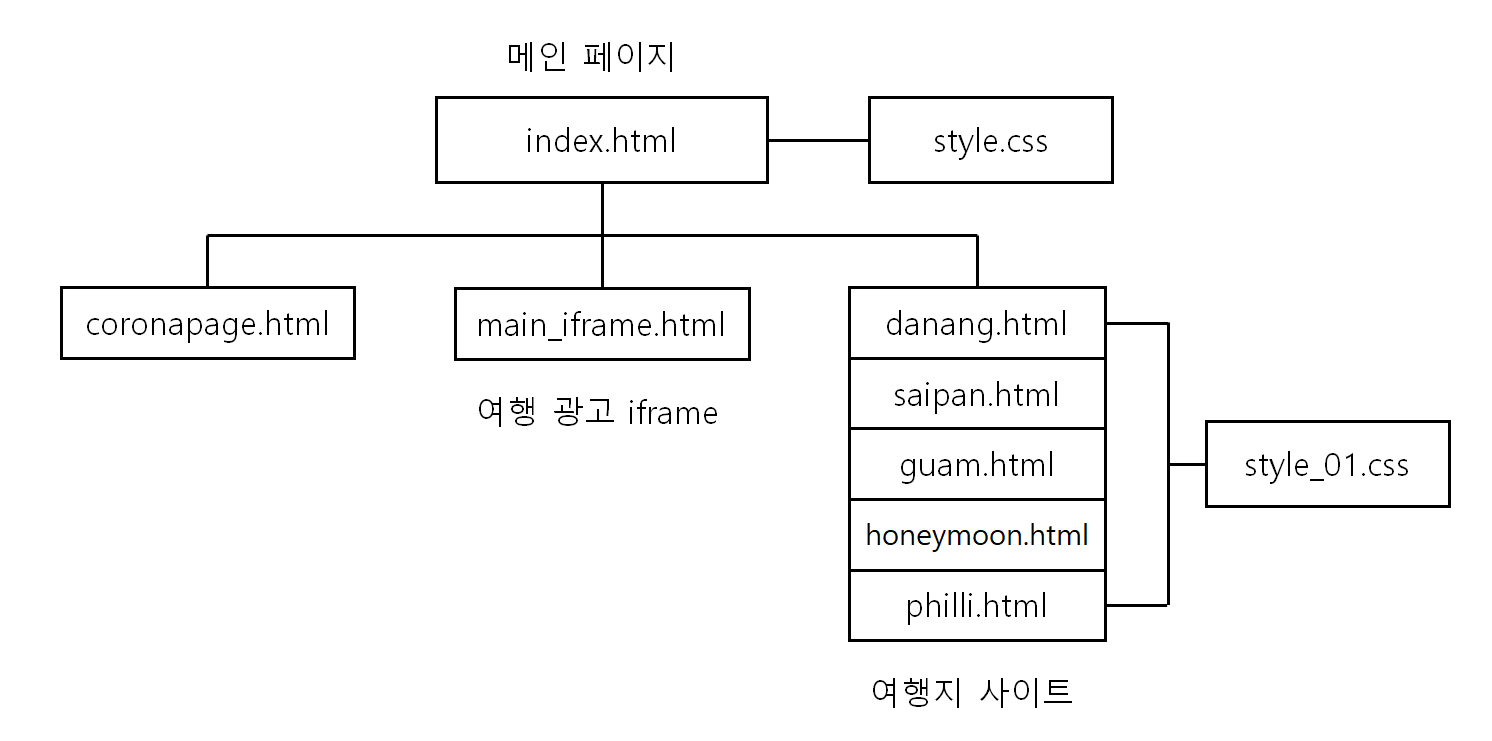 메인 페이지
index.html
style.css
coronapage.html
main_iframe.html
여행 광고 iframe
danang.html
saipan.html
guam.html
honeymoon.html
philli.html
style_01.css
여행지 사이트